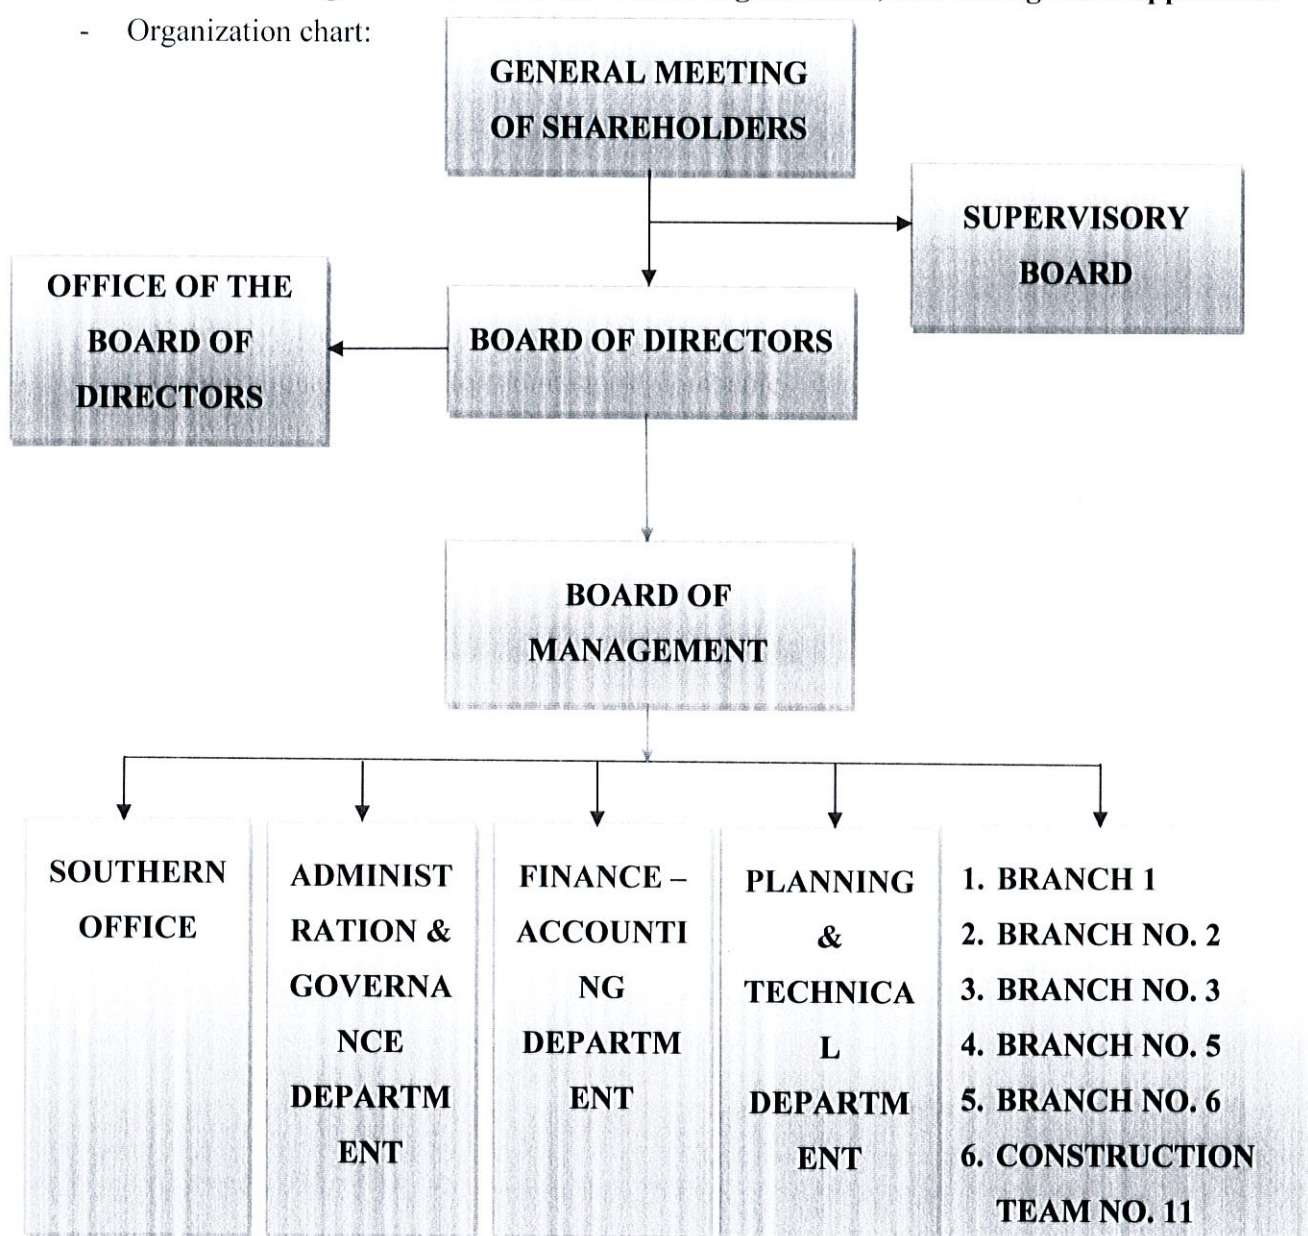 - Organization chart:
GENERAL MEETING
OF SHAREHOLDERS
SUPERVISORY
BOARD
OFFICE OF THE
BOARD OF
DIRECTORS
BOARD OF DIRECTORS
BOARD OF
MANAGEMENT
SOUTHERN
OFFICE
ADMINIST
RATION &
GOVERNA
NCE
DEPARTM
ENT
FINANCE –
ACCOUNTI
NG
DEPARTM
ENT
PLANNING
&
TECHNICA
L
DEPARTM
ENT
1. BRANCH 1
2. BRANCH NO. 2
3. BRANCH NO. 3
4. BRANCH NO. 5
5. BRANCH NO. 6
6. CONSTRUCTION
TEAM NO. 11